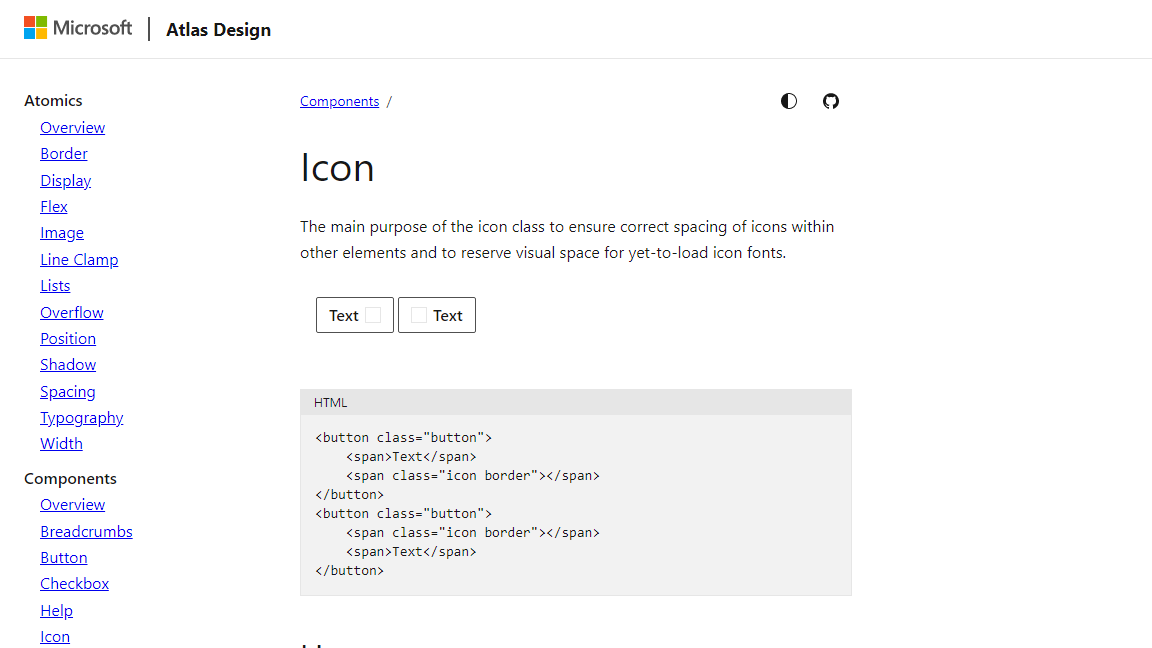 Microsoft | Atlas Design
Atomics
Overview
Border
Display
Flex
Image
Line Clamp
Lists
Overflow
Position
Shadow
Spacing
Typography
Width
Components
Overview
Breadcrumbs
Button
Checkbox
Help
Icon
Components /
Icon
The main purpose of the icon class to ensure correct spacing of icons within
other elements and to reserve visual space for yet-to-load icon fonts.
Text Text
HTML
<button class="button">
    <span>Text</span>
    <span class="icon border"></span>
</button>
<button class="button">
    <span class="icon border"></span>
    <span>Text</span>
</button>